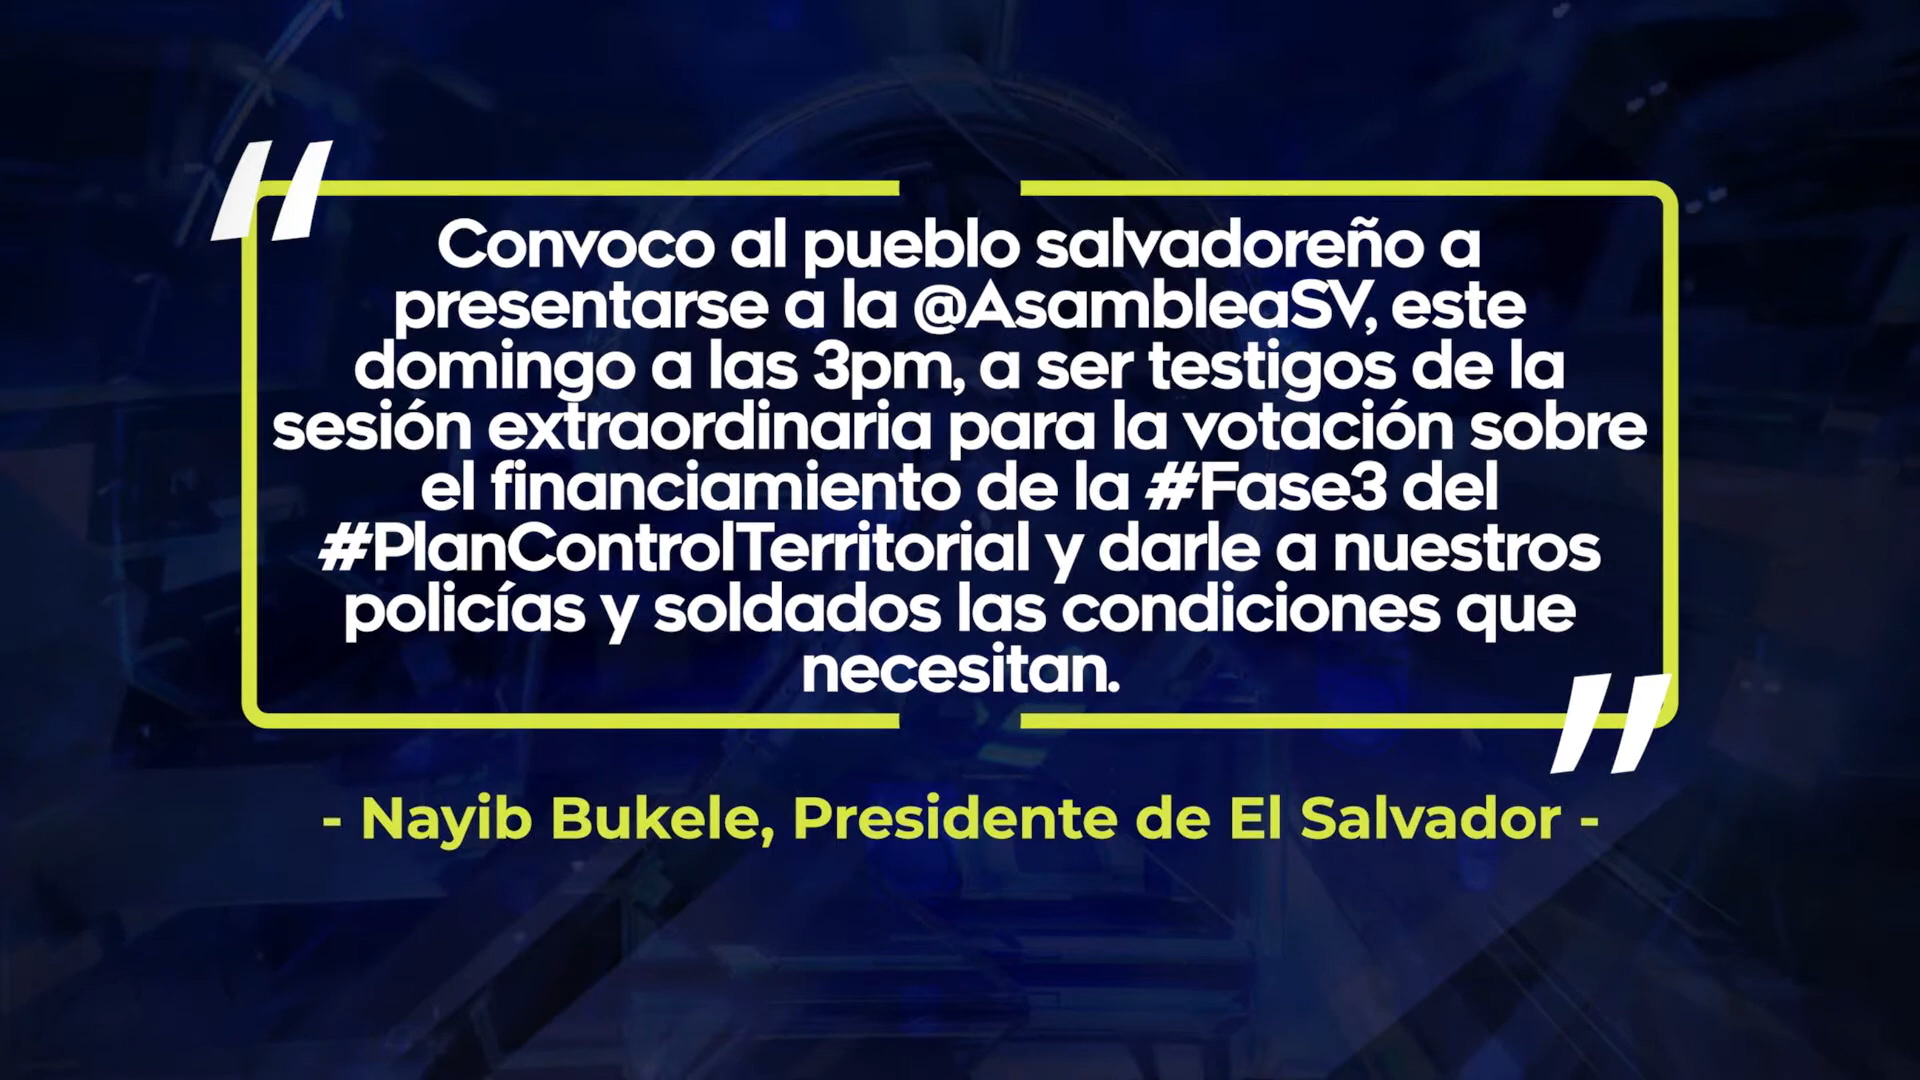 "
Convoco al pueblo salvadoreño a
presentarse a la @AsambleaSV, este
domingo a las 3pm, a ser testigos de la
sesión extraordinaria para la votación sobre
el financiamiento de la #Fase3 del
#PlanControlTerritorial y darle a nuestros
policías y soldados las condiciones que
necesitan.
"
- Nayib Bukele, Presidente de El Salvador -